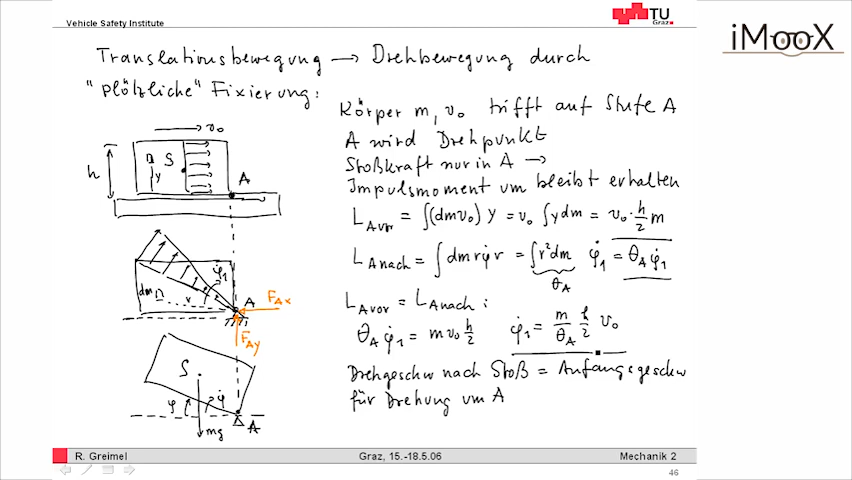 Vehicle Safety Institute
TU
Graz
iMooX
Translationsbewegung → Drehbewegung durch
"plötzliche" Fixierung:
Körper m, v₀ trifft auf Stufe A
A wird Drehpunkt
Stoßkraft nur in A →
Impulsmoment um bleibt erhalten
L_Avor = ∫(dm v₀) y = v₀ ∫ y dm = v₀ · h/2 m
L_Anach = ∫ dm r φ̇ r = ∫ r² dm φ̇₁ = θ_A φ̇₁
θ_A
L_Avor = L_Anach :
θ_A φ̇₁ = m v₀ h/2 φ̇₁ = m/θ_A h/2 v₀
Drehgeschw nach Stoß = Anfangsgeschw
für Drehung um A
v₀
h
S
y
A
φ̇₁
dm
r
A
F_Ax
F_Ay
S
φ
φ̇
A
mg
R. Greimel
Graz, 15.-18.5.06
Mechanik 2
46